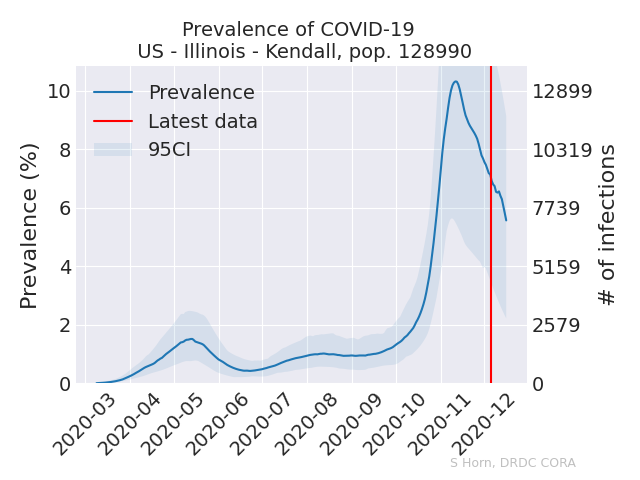 Prevalence of COVID-19
US - Illinois - Kendall, pop. 128990
Prevalence
Latest data
95CI
Prevalence (%)
10
8
6
4
2
0
12899
10319
7739
5159
2579
0
# of infections
2020-03
2020-04
2020-05
2020-06
2020-07
2020-08
2020-09
2020-10
2020-11
2020-12
S Horn, DRDC CORA